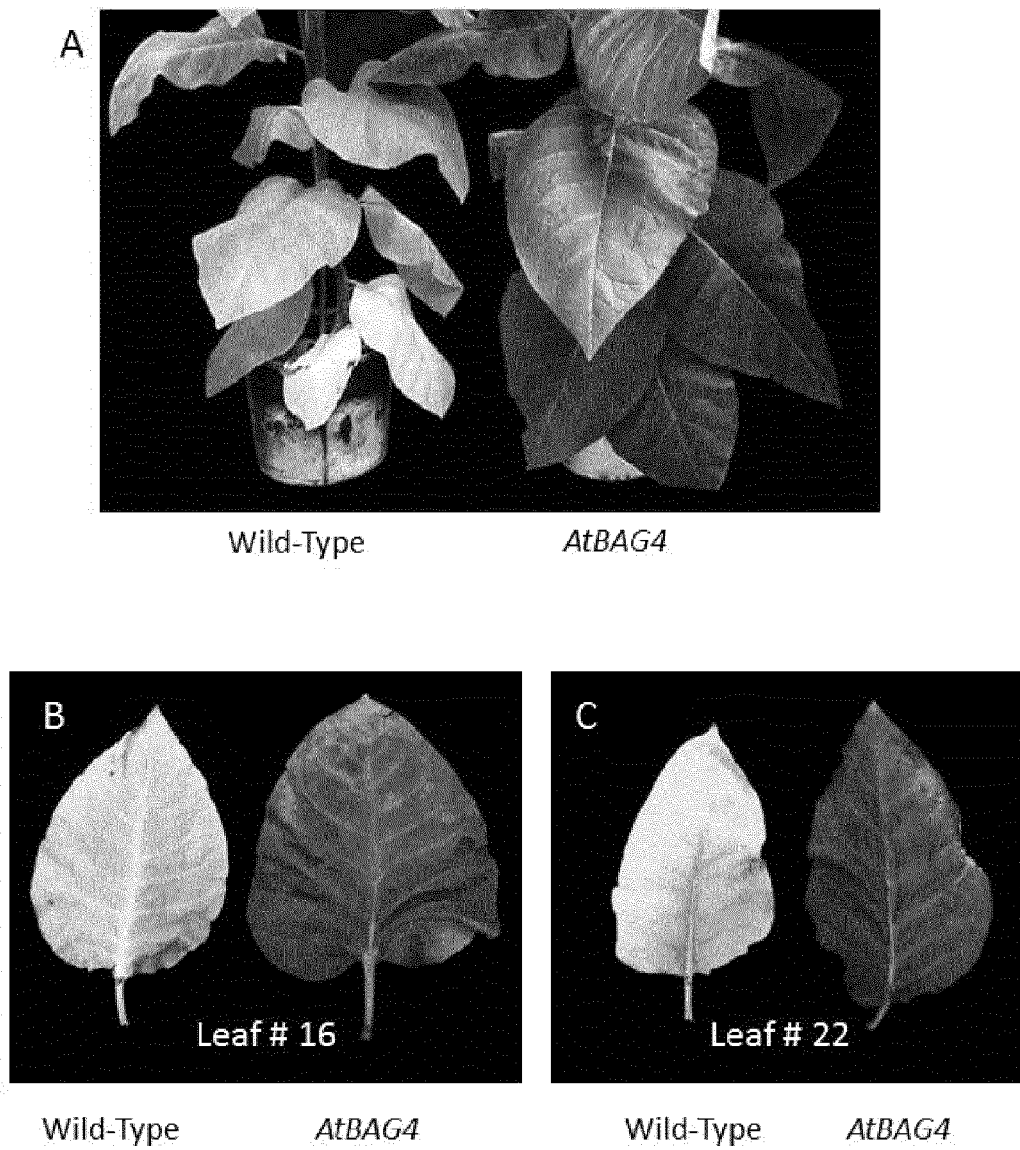 A
Wild-Type AtBAG4
B
C
Leaf # 16
Leaf # 22
Wild-Type AtBAG4
Wild-Type AtBAG4